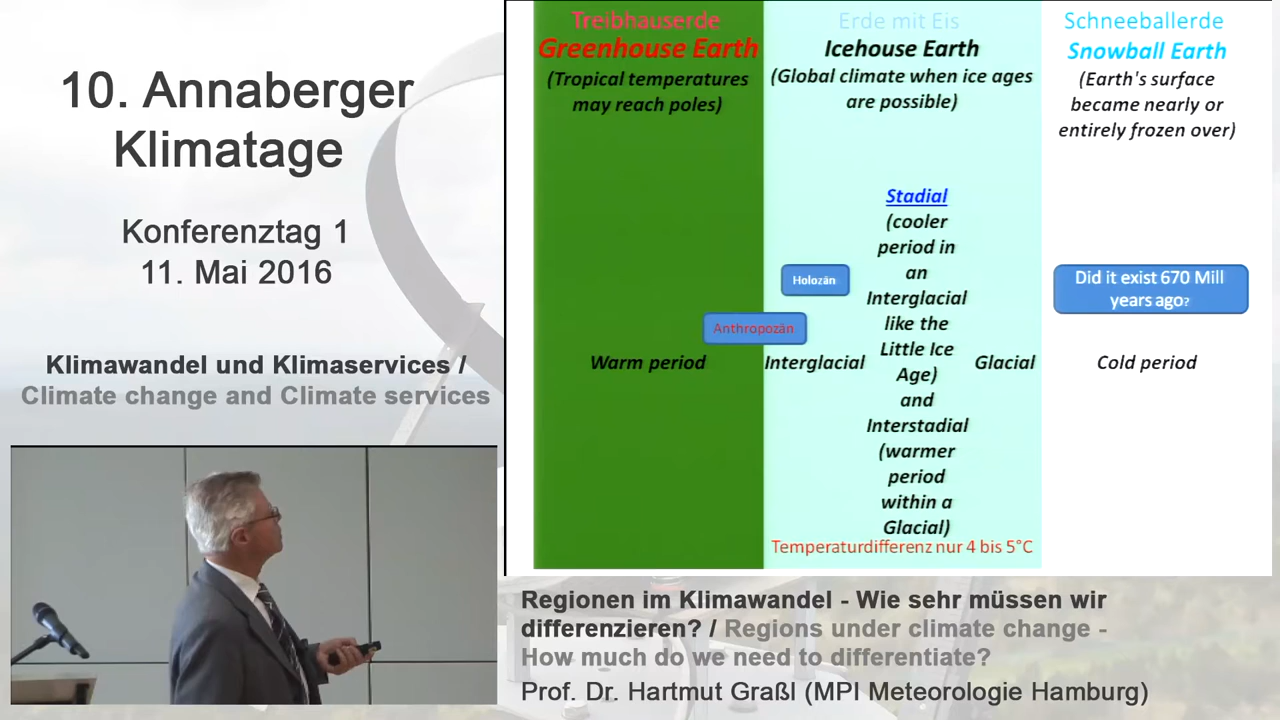 10. Annaberger
Klimatage
Konferenztag 1
11. Mai 2016
Klimawandel und Klimaservices /
Climate change and Climate services
Treibhauserde
Greenhouse Earth
(Tropical temperatures
may reach poles)
Erde mit Eis
Icehouse Earth
(Global climate when ice ages
are possible)
Schneeballerde
Snowball Earth
(Earth's surface
became nearly or
entirely frozen over)
Stadial
(cooler
period in
an
Interglacial
like the
Little Ice
Age)
and
Interstadial
(warmer
period
within a
Glacial)
Holozän
Anthropozän
Did it exist 670 Mill
years ago?
Warm period
Interglacial
Glacial
Cold period
Temperaturdifferenz nur 4 bis 5°C
Regionen im Klimawandel - Wie sehr müssen wir
differenzieren? / Regions under climate change -
How much do we need to differentiate?
Prof. Dr. Hartmut Graßl (MPI Meteorologie Hamburg)